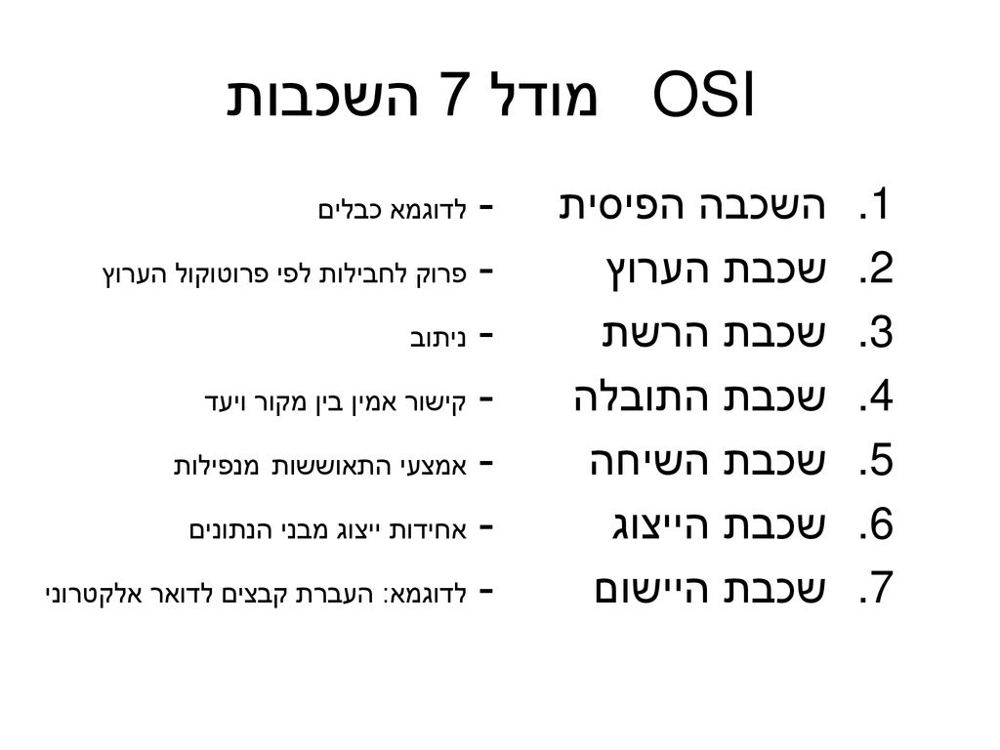 OSI מודל 7 השכבות
1. השכבה הפיסית - לדוגמא כבלים
2. שכבת הערוץ - פרוק לחבילות לפי פרוטוקול הערוץ
3. שכבת הרשת - ניתוב
4. שכבת התובלה - קישור אמין בין מקור ויעד
5. שכבת השיחה - אמצעי התאוששות מנפילות
6. שכבת הייצוג - אחידות ייצוג מבני הנתונים
7. שכבת היישום - לדוגמא: העברת קבצים לדואר אלקטרוני